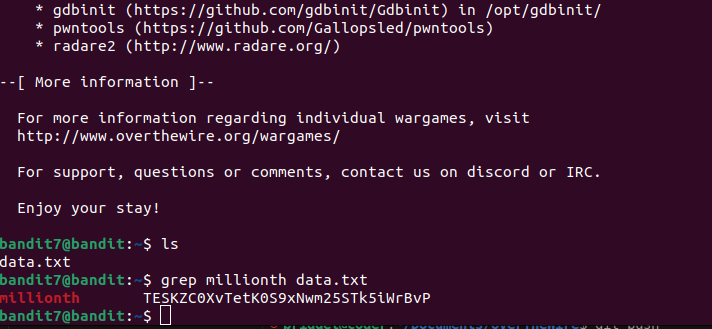 * gdbinit (https://github.com/gdbinit/Gdbinit) in /opt/gdbinit/
* pwntools (https://github.com/Gallopsled/pwntools)
* radare2 (http://www.radare.org/)
--[ More information ]--
For more information regarding individual wargames, visit
http://www.overthewire.org/wargames/
For support, questions or comments, contact us on discord or IRC.
Enjoy your stay!
bandit7@bandit:~$ ls
data.txt
bandit7@bandit:~$ grep millionth data.txt
millionth TESKZC0XvTetK0S9xNwm25STk5iWrBvP
bandit7@bandit:~$